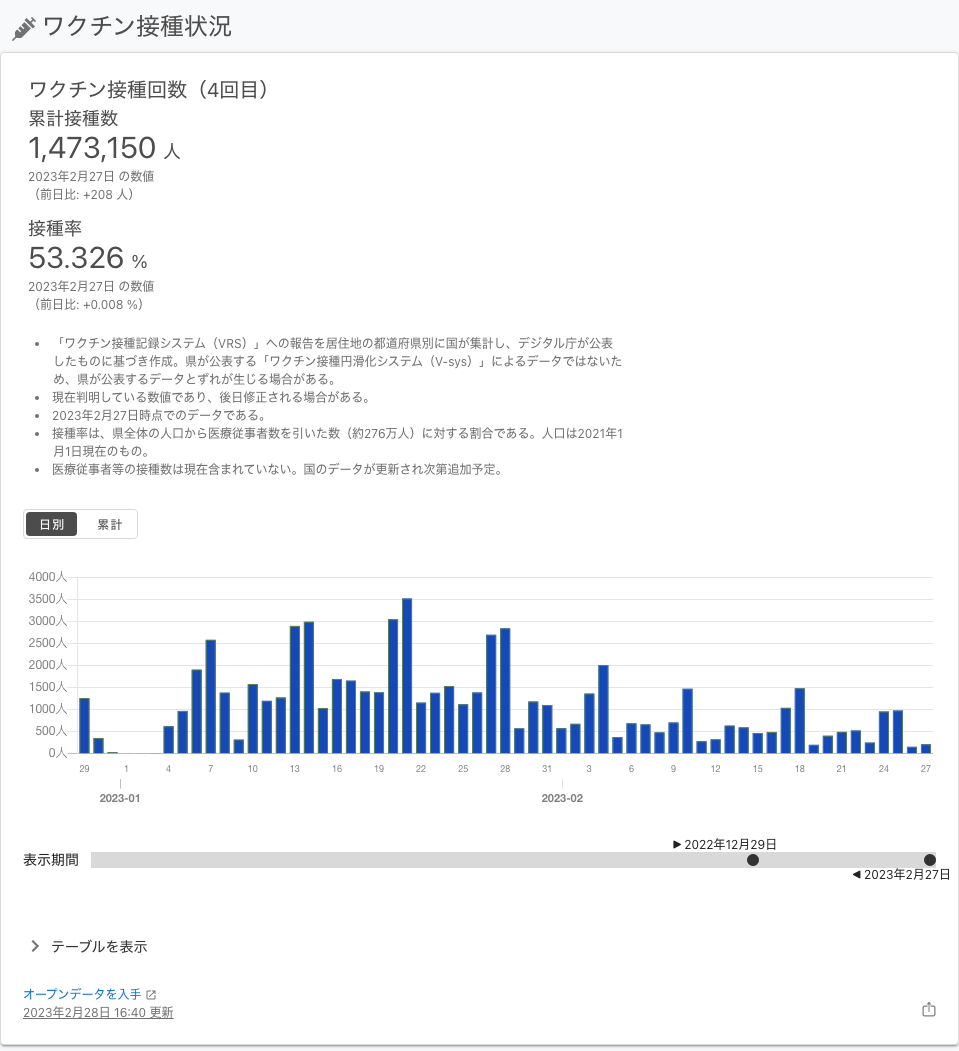 ワクチン接種状況
ワクチン接種回数（4回目）
累計接種数
1,473,150 人
2023年2月27日 の数値
（前日比: +208 人）
接種率
53.326 %
2023年2月27日 の数値
（前日比: +0.008 %）
• 「ワクチン接種記録システム（VRS）」への報告を居住地の都道府県別に国が集計し、デジタル庁が公表
したものに基づき作成。県が公表する「ワクチン接種円滑化システム（V-sys）」によるデータではないた
め、県が公表するデータとずれが生じる場合がある。
• 現在判明している数値であり、後日修正される場合がある。
• 2023年2月27日時点でのデータである。
• 接種率は、県全体の人口から医療従事者数を引いた数（約276万人）に対する割合である。人口は2021年1
月1日現在のもの。
• 医療従事者等の接種数は現在含まれていない。国のデータが更新され次第追加予定。
日別 累計
4000人
3500人
3000人
2500人
2000人
1500人
1000人
500人
0人
29 1 4 7 10 13 16 19 22 25 28 31 3 6 9 12 15 18 21 24 27
2023-01 2023-02
2022年12月29日
表示期間
2023年2月27日
テーブルを表示
オープンデータを入手
2023年2月28日 16:40 更新